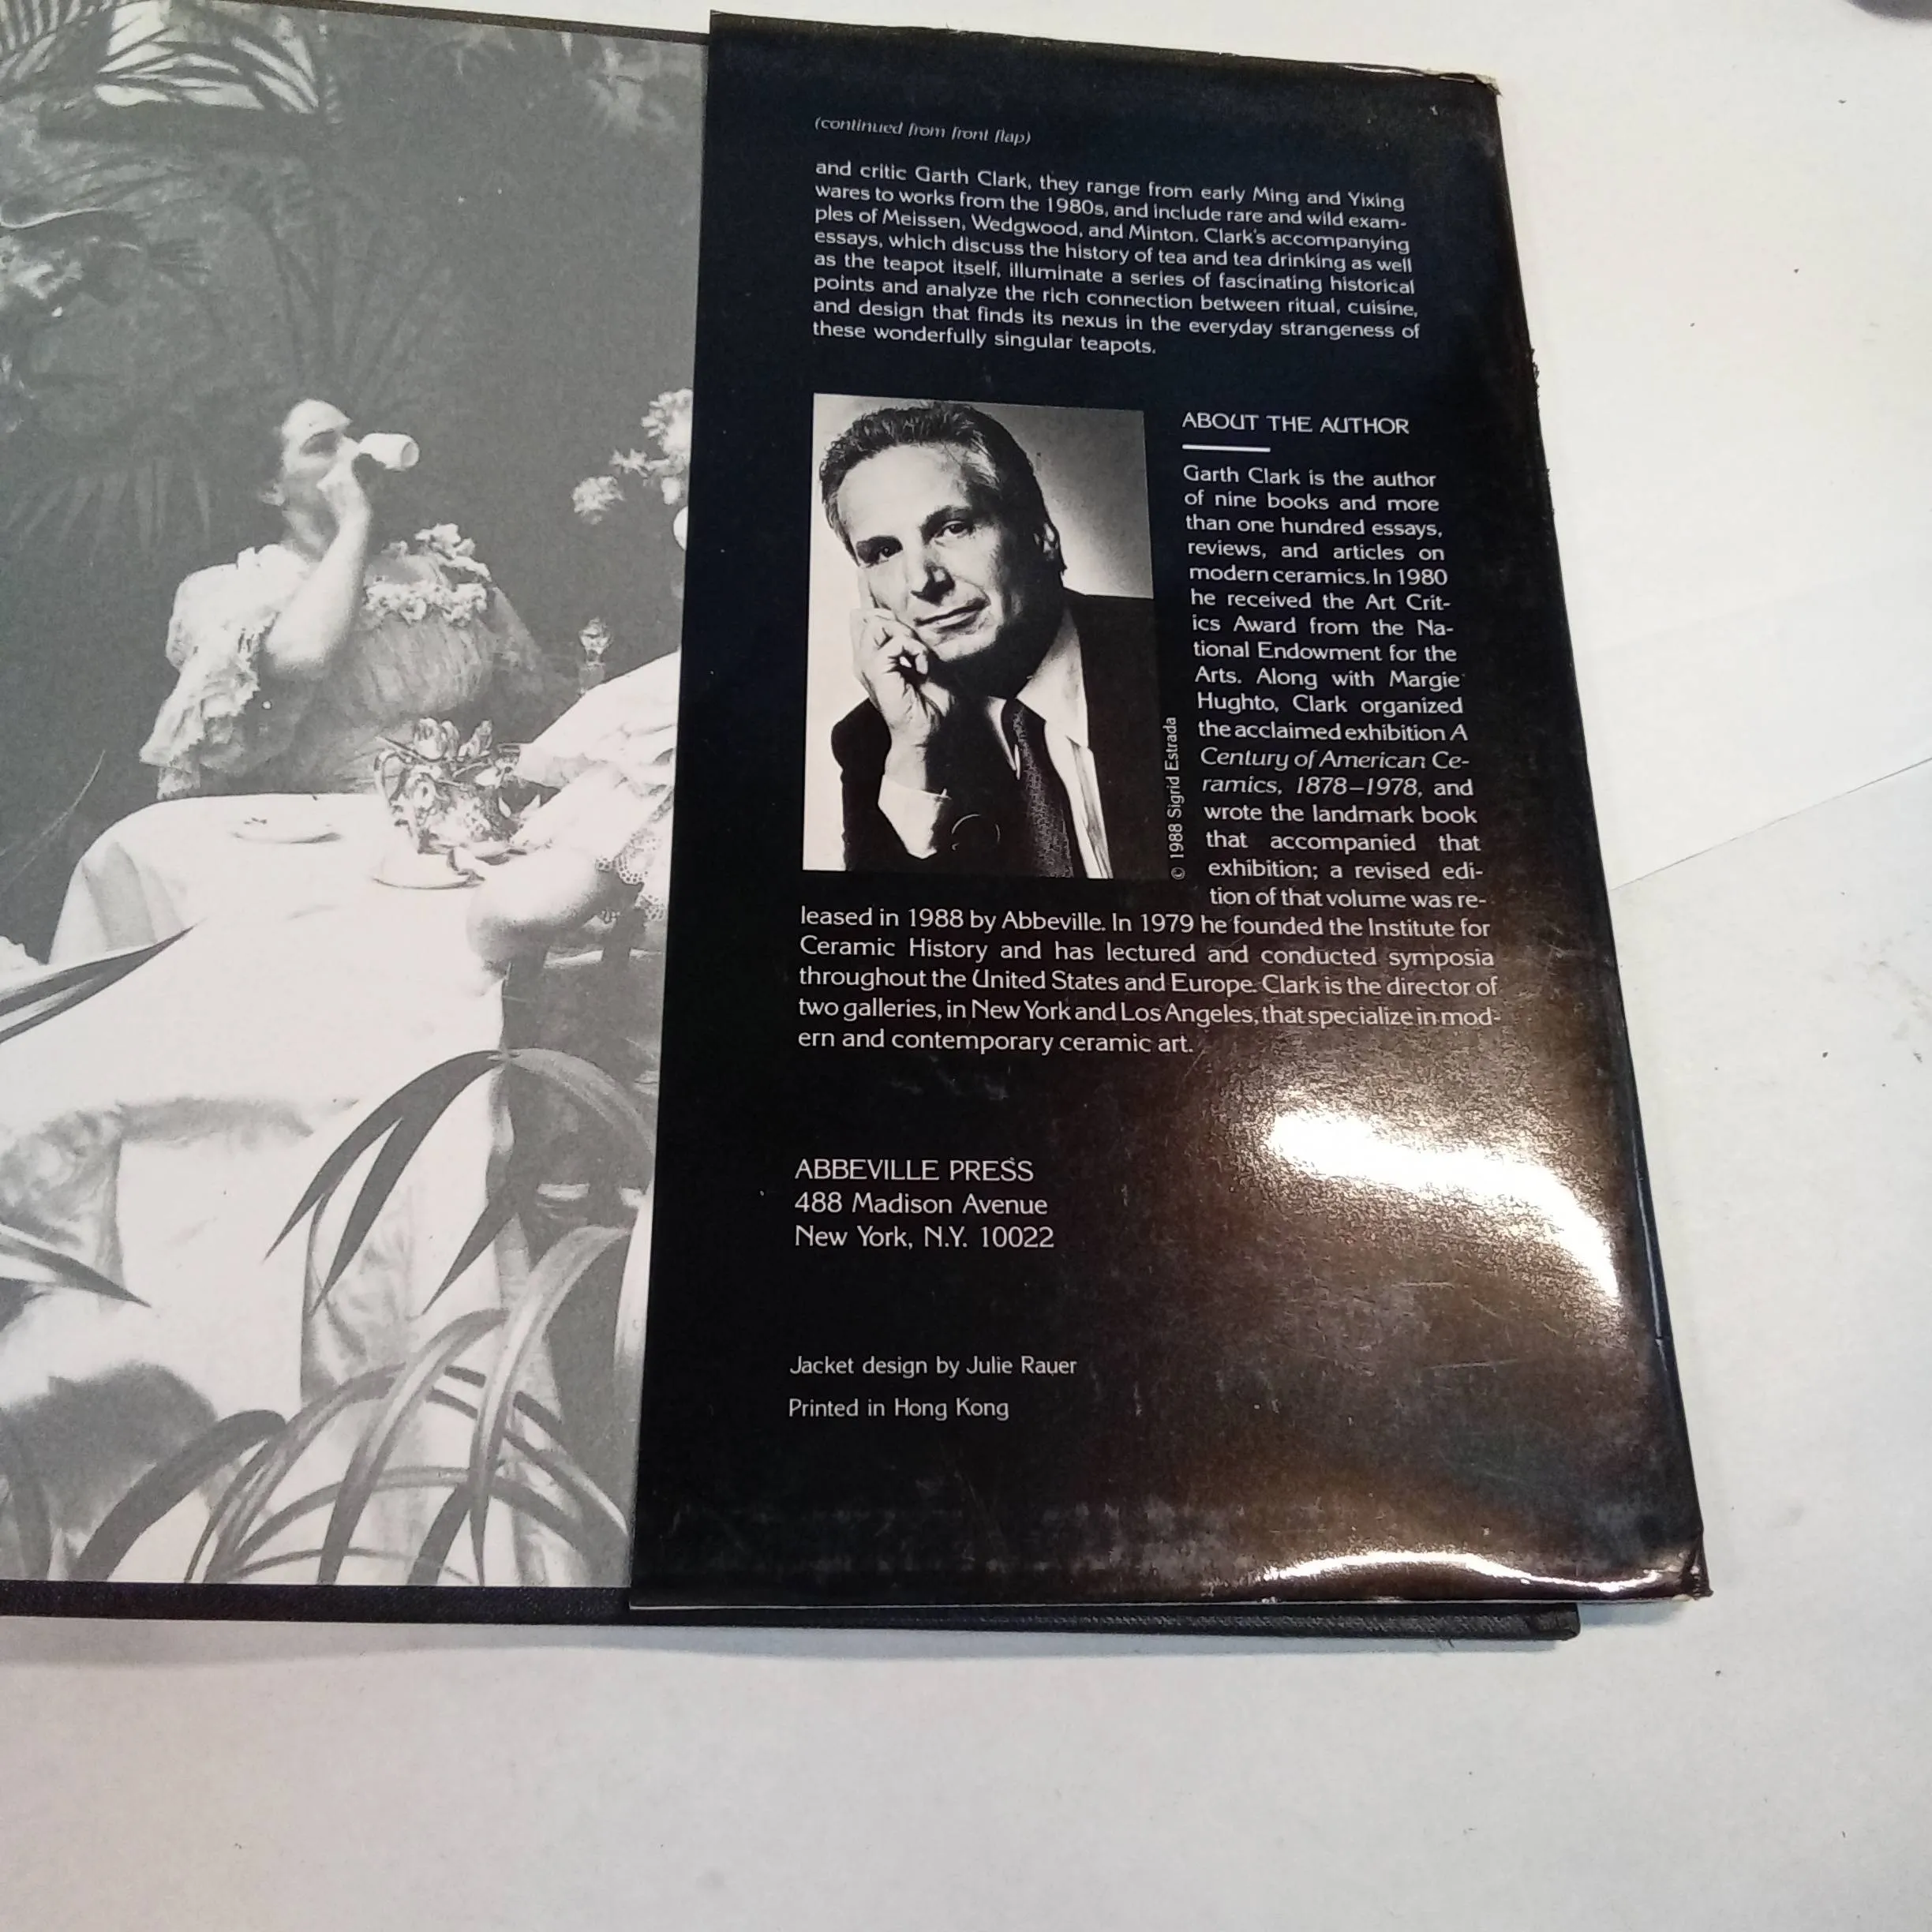 (continued from front flap)
and critic Garth Clark, they range from early Ming and Yixing
wares to works from the 1980s, and include rare and wild exam-
ples of Meissen, Wedgwood, and Minton. Clark's accompanying
essays, which discuss the history of tea and tea drinking as well
as the teapot itself, illuminate a series of fascinating historical
points and analyze the rich connection between ritual, cuisine,
and design that finds its nexus in the everyday strangeness of
these wonderfully singular teapots.
© 1988 Sigrid Estrada
ABOUT THE AUTHOR
Garth Clark is the author
of nine books and more
than one hundred essays,
reviews, and articles on
modern ceramics. In 1980
he received the Art Crit-
ics Award from the Na-
tional Endowment for the
Arts. Along with Margie
Hughto, Clark organized
the acclaimed exhibition A
Century of American Ce-
ramics, 1878–1978, and
wrote the landmark book
that accompanied that
exhibition; a revised edi-
tion of that volume was re-
leased in 1988 by Abbeville. In 1979 he founded the Institute for
Ceramic History and has lectured and conducted symposia
throughout the United States and Europe. Clark is the director of
two galleries, in New York and Los Angeles, that specialize in mod-
ern and contemporary ceramic art.
ABBEVILLE PRESS
488 Madison Avenue
New York, N.Y. 10022
Jacket design by Julie Rauer
Printed in Hong Kong